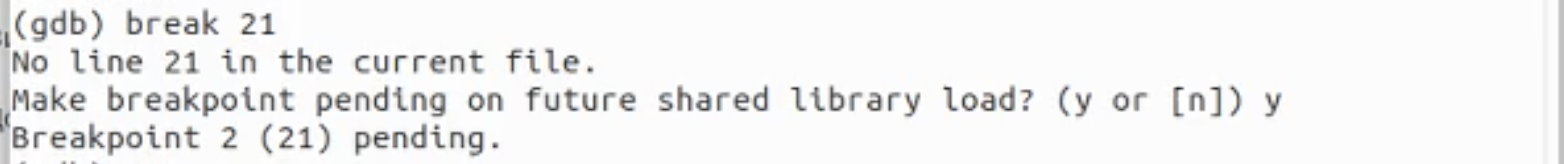 (gdb) break 21
No line 21 in the current file.
Make breakpoint pending on future shared library load? (y or [n]) y
Breakpoint 2 (21) pending.